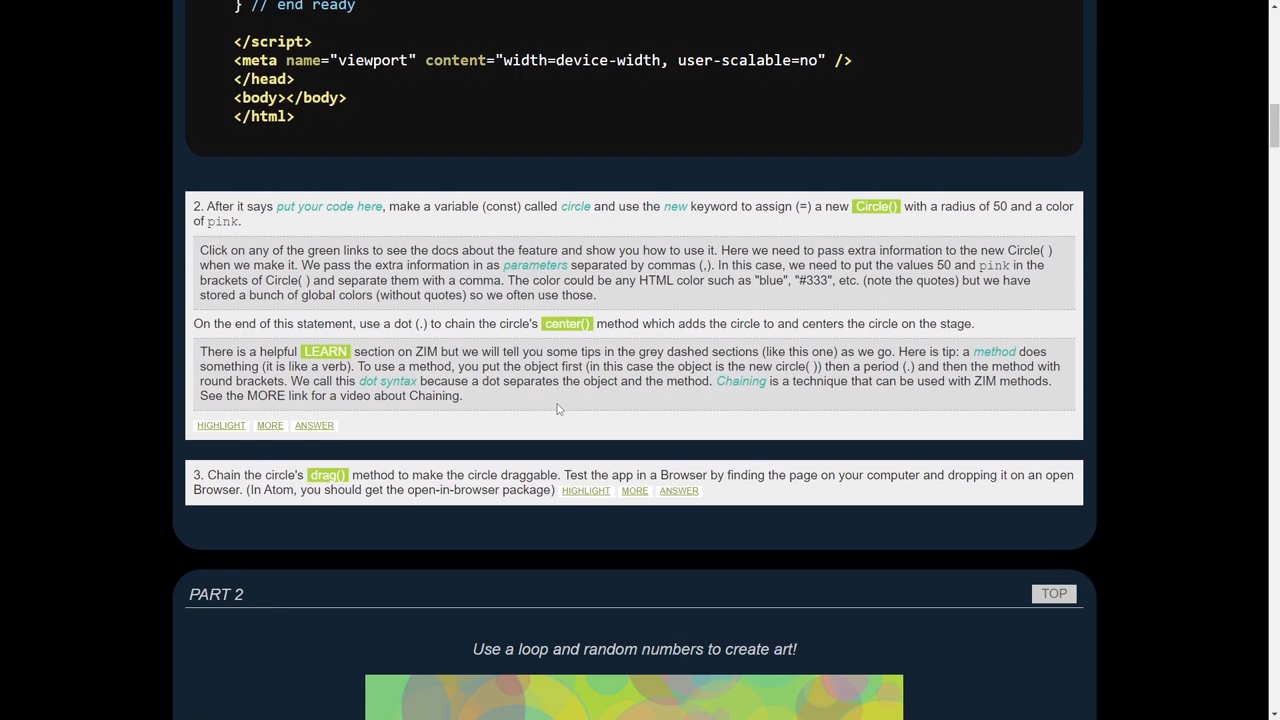 } // end ready
</script>
<meta name="viewport" content="width=device-width, user-scalable=no" />
</head>
<body></body>
</html>
2. After it says put your code here, make a variable (const) called circle and use the new keyword to assign (=) a new Circle() with a radius of 50 and a color
of pink.
Click on any of the green links to see the docs about the feature and show you how to use it. Here we need to pass extra information to the new Circle( )
when we make it. We pass the extra information in as parameters separated by commas (,). In this case, we need to put the values 50 and pink in the
brackets of Circle( ) and separate them with a comma. The color could be any HTML color such as "blue", "#333", etc. (note the quotes) but we have
stored a bunch of global colors (without quotes) so we often use those.
On the end of this statement, use a dot (.) to chain the circle's center() method which adds the circle to and centers the circle on the stage.
There is a helpful LEARN section on ZIM but we will tell you some tips in the grey dashed sections (like this one) as we go. Here is tip: a method does
something (it is like a verb). To use a method, you put the object first (in this case the object is the new circle( )) then a period (.) and then the method with
round brackets. We call this dot syntax because a dot separates the object and the method. Chaining is a technique that can be used with ZIM methods.
See the MORE link for a video about Chaining.
HIGHLIGHT MORE ANSWER
3. Chain the circle's drag() method to make the circle draggable. Test the app in a Browser by finding the page on your computer and dropping it on an open
Browser. (In Atom, you should get the open-in-browser package) HIGHLIGHT MORE ANSWER
PART 2 TOP
Use a loop and random numbers to create art!